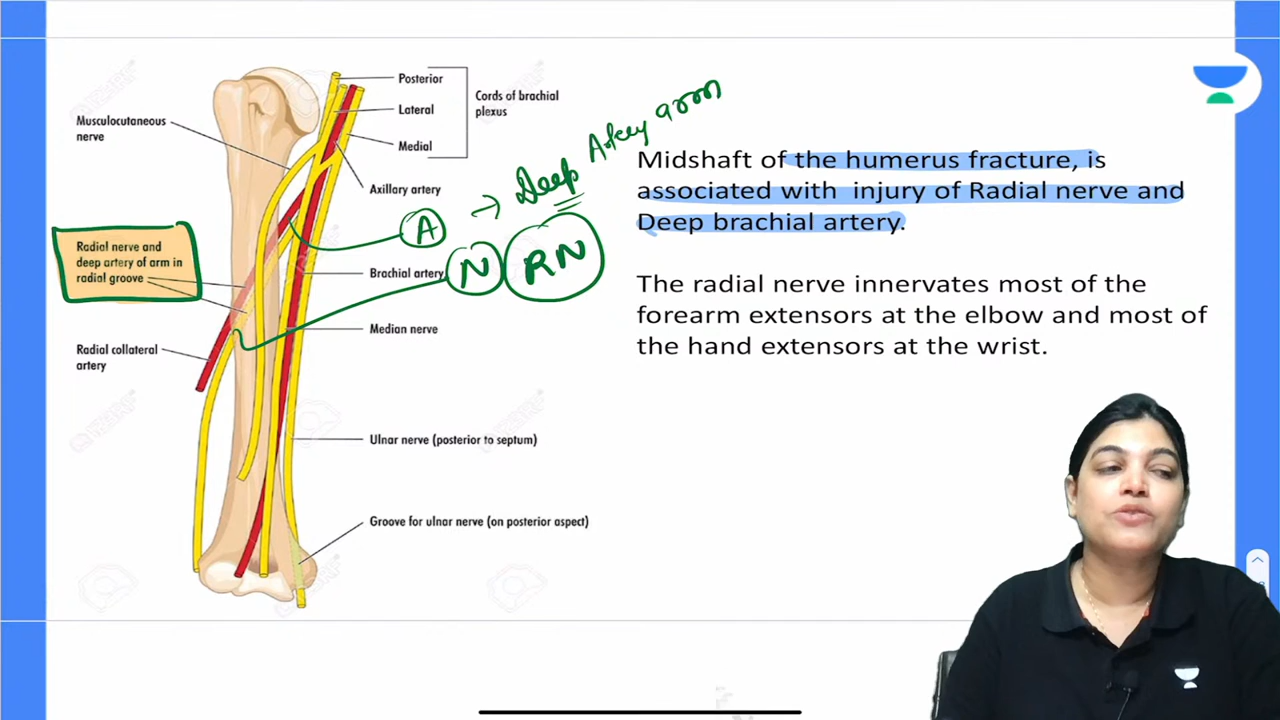 Posterior
Lateral
Medial
Cords of brachial
plexus
Musculocutaneous
nerve
Axillary artery
Radial nerve and
deep artery of arm in
radial groove
Brachial artery
Median nerve
Radial collateral
artery
Ulnar nerve (posterior to septum)
Groove for ulnar nerve (on posterior aspect)
A
→ Deep Artery arm
N RN
Midshaft of the humerus fracture, is
associated with injury of Radial nerve and
Deep brachial artery.
The radial nerve innervates most of the
forearm extensors at the elbow and most of
the hand extensors at the wrist.